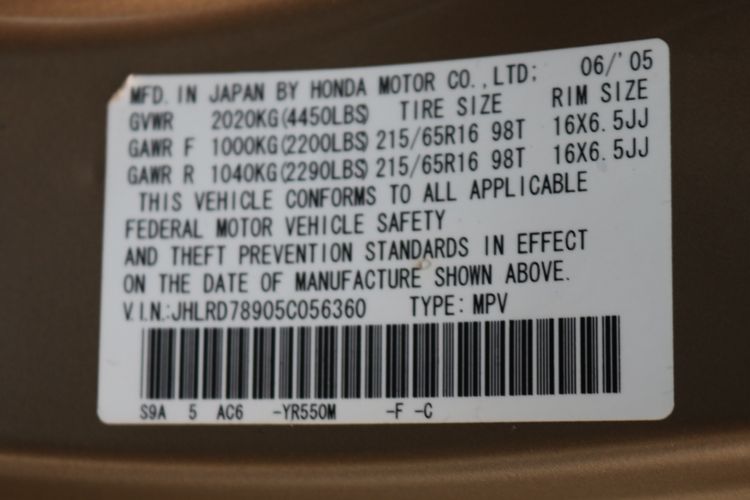 MFD. IN JAPAN BY HONDA MOTOR CO.,LTD: 06/'05
GVWR 2020KG(4450LBS) TIRE SIZE RIM SIZE
GAWR F 1000KG(2200LBS) 215/65R16 98T 16X6.5JJ
GAWR R 1040KG(2290LBS) 215/65R16 98T 16X6.5JJ
THIS VEHICLE CONFORMS TO ALL APPLICABLE
FEDERAL MOTOR VEHICLE SAFETY
AND THEFT PREVENTION STANDARDS IN EFFECT
ON THE DATE OF MANUFACTURE SHOWN ABOVE.
V.I.N.:JHLRD78905C056360 TYPE: MPV
S9A 5 AC6 -YR550M -F -C